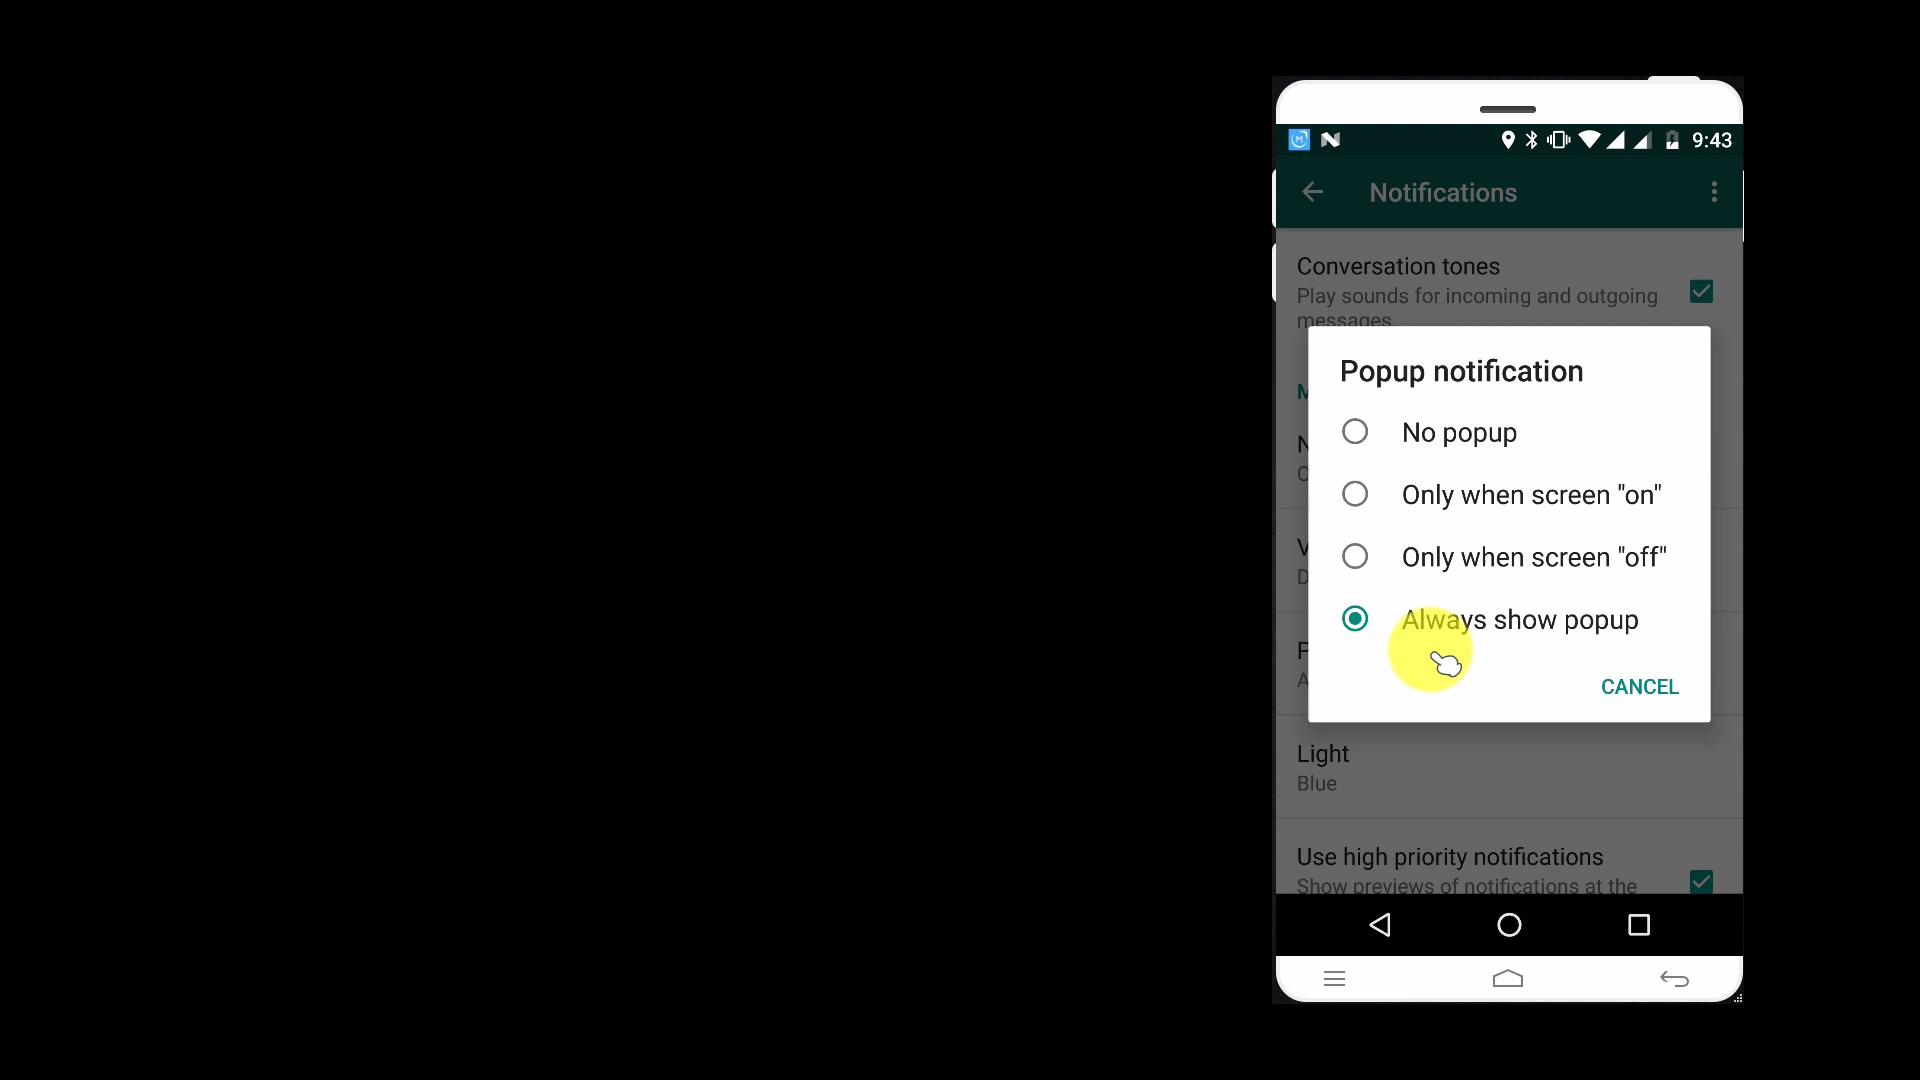 9:43
Notifications
Conversation tones
Play sounds for incoming and outgoing
messages.
Popup notification
No popup
Only when screen "on"
Only when screen "off"
Always show popup
CANCEL
Light
Blue
Use high priority notifications
Show previews of notifications at the